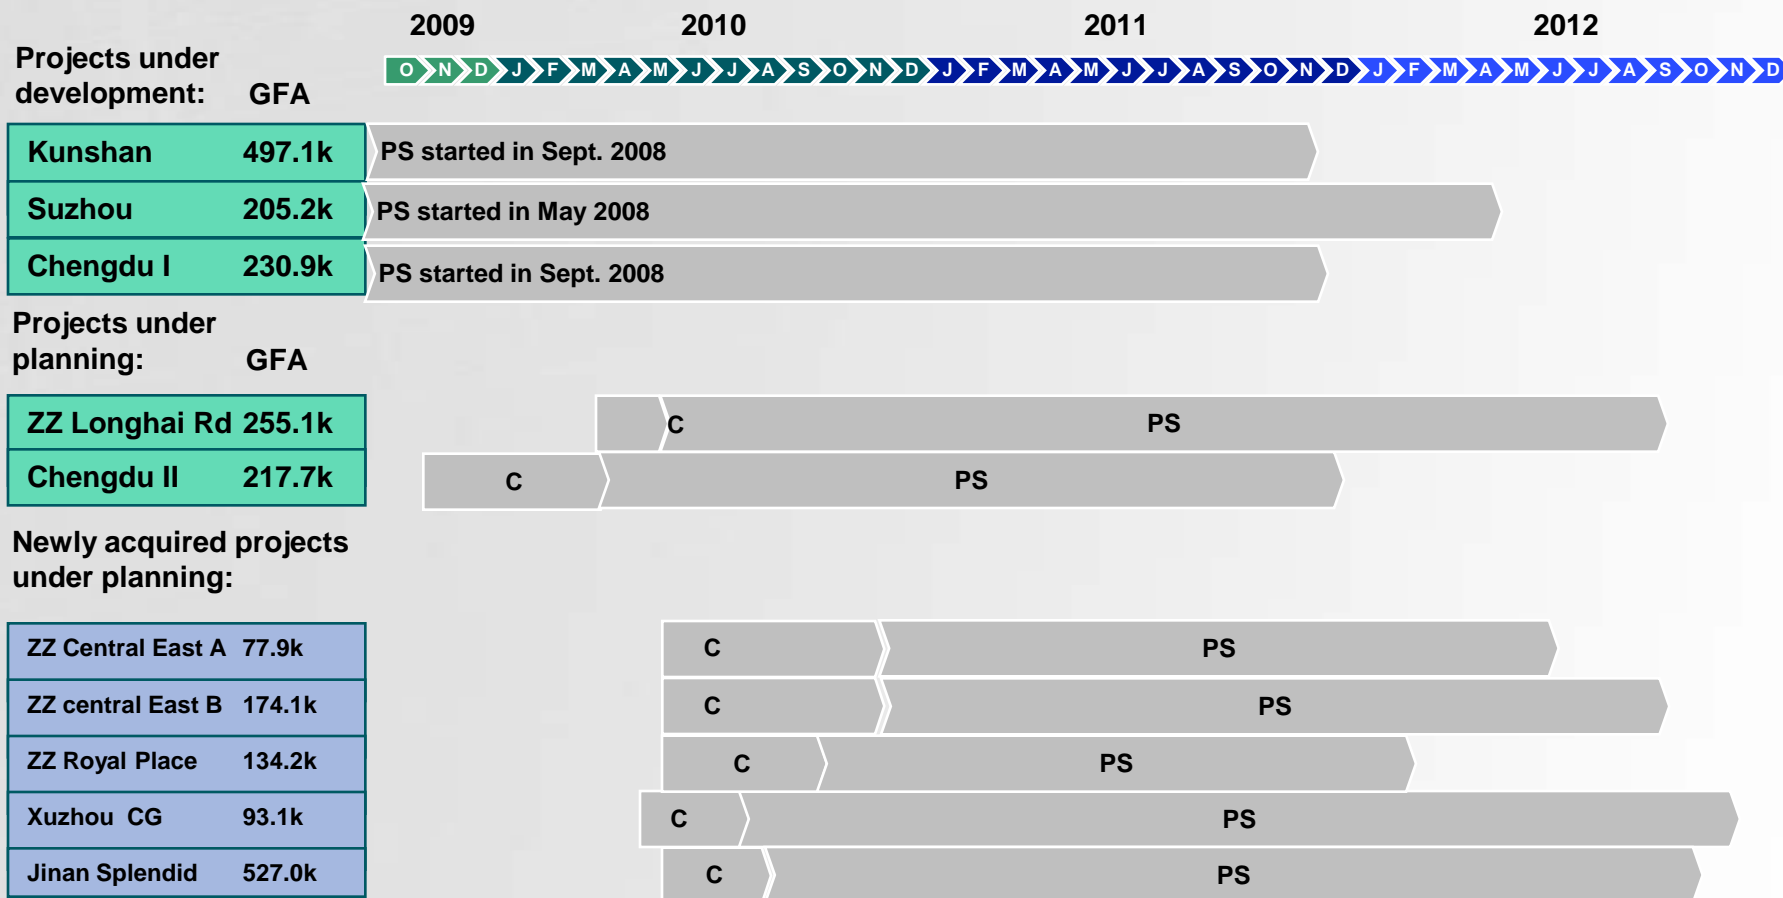 2009 2010 2011 2012
Projects under
development: GFA
O N D J F M A M J J A S O N D J F M A M J J A S O N D J F M A M J J A S O N D
Kunshan 497.1k PS started in Sept. 2008
Suzhou 205.2k PS started in May 2008
Chengdu I 230.9k PS started in Sept. 2008
Projects under
planning: GFA
ZZ Longhai Rd 255.1k C PS
Chengdu II 217.7k C PS
Newly acquired projects
under planning:
ZZ Central East A 77.9k C PS
ZZ central East B 174.1k C PS
ZZ Royal Place 134.2k C PS
Xuzhou CG 93.1k C PS
Jinan Splendid 527.0k C PS